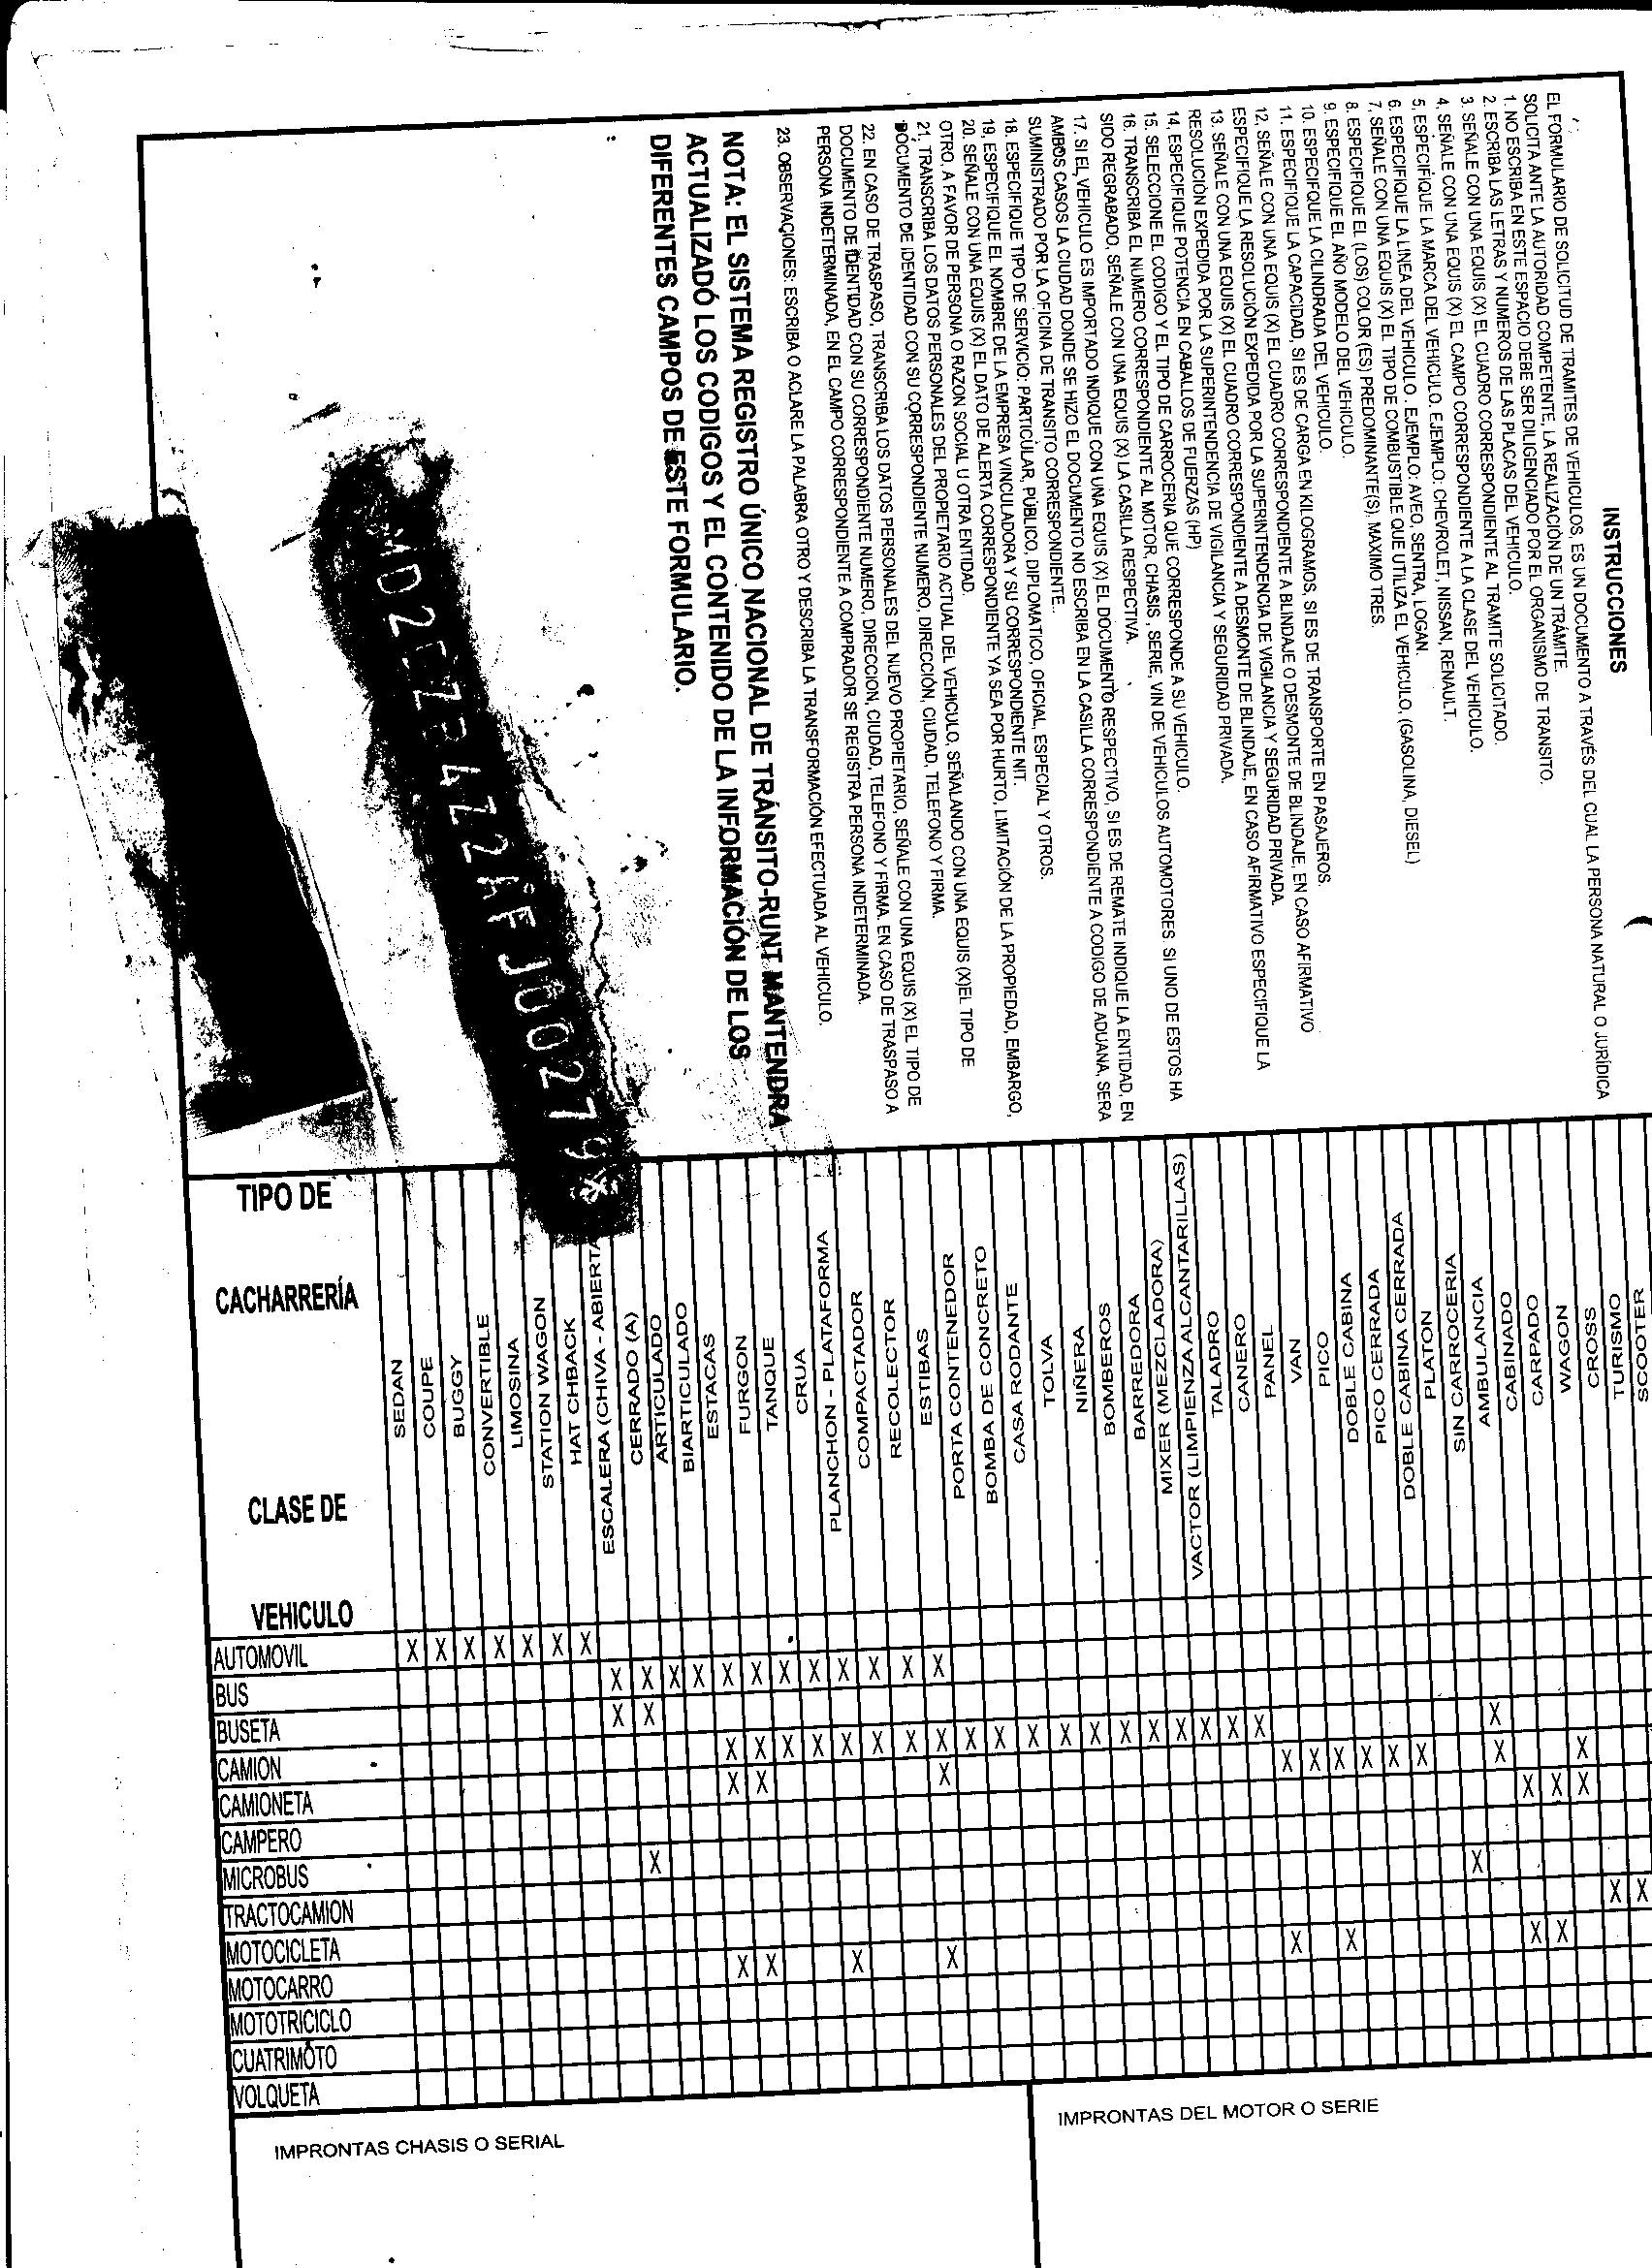 INSTRUCCIONES
EL FORMULARIO DE SOLICITUD DE TRAMITES DE VEHICULOS, ES UN DOCUMENTO A TRAVÉS DEL CUAL LA PERSONA NATURAL O JURÍDICA
SOLICITA ANTE LA AUTORIDAD COMPETENTE, LA REALIZACIÓN DE UN TRÁMITE.
1. NO ESCRIBA EN ESTE ESPACIO DEBE SER DILIGENCIADO POR EL ORGANISMO DE TRANSITO.
2. ESCRIBA LAS LETRAS Y NUMEROS DE LAS PLACAS DEL VEHICULO.
3. SEÑALE CON UNA EQUIS (X) EL CUADRO CORRESPONDIENTE AL TRAMITE SOLICITADO.
4. SEÑALE CON UNA EQUIS (X) EL CAMPO CORRESPONDIENTE A LA CLASE DEL VEHICULO.
5. ESPECIFIQUE LA MARCA DEL VEHICULO. EJEMPLO: CHEVROLET, NISSAN, RENAULT.
6. ESPECIFIQUE LA LINEA DEL VEHICULO . EJEMPLO: AVEO, SENTRA, LOGAN.
7. SEÑALE CON UNA EQUIS (X) EL TIPO DE COMBUSTIBLE QUE UTILIZA EL VEHICULO, (GASOLINA, DIESEL)
8. ESPECIFIQUE EL (LOS) COLOR (ES) PREDOMINANTE(S), MAXIMO TRES.
9. ESPECIFIQUE EL AÑO MODELO DEL VEHICULO.
10. ESPECIFQUE LA CILINDRADA DEL VEHICULO.
11. ESPECIFIQUE LA CAPACIDAD, SI ES DE CARGA EN KILOGRAMOS, SI ES DE TRANSPORTE EN PASAJEROS.
12. SEÑALE CON UNA EQUIS (X) EL CUADRO CORRESPONDIENTE A BLINDAJE O DESMONTE DE BLINDAJE, EN CASO AFIRMATIVO
ESPECIFIQUE LA RESOLUCIÓN EXPEDIDA POR LA SUPERINTENDENCIA DE VIGILANCIA Y SEGURIDAD PRIVADA.
13. SEÑALE CON UNA EQUIS (X) EL CUADRO CORRESPONDIENTE A DESMONTE DE BLINDAJE, EN CASO AFIRMATIVO ESPECIFIQUE LA
RESOLUCIÓN EXPEDIDA POR LA SUPERINTENDENCIA DE VIGILANCIA Y SEGURIDAD PRIVADA.
14. ESPECIFIQUE POTENCIA EN CABALLOS DE FUERZAS (HP)
15. SELECCIONE EL CODIGO Y EL TIPO DE CARROCERIA QUE CORRESPONDE A SU VEHICULO.
16. TRANSCRIBA EL NUMERO CORRESPONDIENTE AL MOTOR, CHASIS , SERIE, VIN DE VEHICULOS AUTOMOTORES. SI UNO DE ESTOS HA
SIDO REGRABADO, SEÑALE CON UNA EQUIS (X) LA CASILLA RESPECTIVA.
17. SI EL VEHICULO ES IMPORTADO INDIQUE CON UNA EQUIS (X) EL DOCUMENTO RESPECTIVO, SI ES DE REMATE INDIQUE LA ENTIDAD, EN
AMBOS CASOS LA CIUDAD DONDE SE HIZO EL DOCUMENTO NO ESCRIBA EN LA CASILLA CORRESPONDIENTE A CODIGO DE ADUANA, SERA
SUMINISTRADO POR LA OFICINA DE TRANSITO CORRESPONDIENTE.
18. ESPECIFIQUE TIPO DE SERVICIO: PARTICULAR, PÚBLICO, DIPLOMATICO, OFICIAL, ESPECIAL Y OTROS.
19. ESPECIFIQUE EL NOMBRE DE LA EMPRESA VINCULADORA Y SU CORRESPONDIENTE NIT.
20. SEÑALE CON UNA EQUIS (X) EL DATO DE ALERTA CORRESPONDIENTE YA SEA POR HURTO, LIMITACIÓN DE LA PROPIEDAD, EMBARGO,
OTRO, A FAVOR DE PERSONA O RAZON SOCIAL U OTRA ENTIDAD.
21. TRANSCRIBA LOS DATOS PERSONALES DEL PROPIETARIO ACTUAL DEL VEHICULO, SEÑALANDO CON UNA EQUIS (X)EL TIPO DE
DOCUMENTO DE IDENTIDAD CON SU CORRESPONDIENTE NUMERO, DIRECCIÓN, CIUDAD, TELEFONO Y FIRMA.
22. EN CASO DE TRASPASO, TRANSCRIBA LOS DATOS PERSONALES DEL NUEVO PROPIETARIO, SEÑALE CON UNA EQUIS (X) EL TIPO DE
DOCUMENTO DE IDENTIDAD CON SU CORRESPONDIENTE NUMERO, DIRECCION, CIUDAD, TELEFONO Y FIRMA. EN CASO DE TRASPASO A
PERSONA INDETERMINADA, EN EL CAMPO CORRESPONDIENTE A COMPRADOR SE REGISTRA PERSONA INDETERMINADA.
23. OBSERVACIONES: ESCRIBA O ACLARE LA PALABRA OTRO Y DESCRIBA LA TRANSFORMACIÓN EFECTUADA AL VEHICULO.
NOTA: EL SISTEMA REGISTRO ÚNICO NACIONAL DE TRÁNSITO-RUNT MANTENDRA
ACTUALIZADÓ LOS CODIGOS Y EL CONTENIDO DE LA INFORMACIÓN DE LOS
DIFERENTES CAMPOS DE ESTE FORMULARIO.
TIPO DE
CACHARRERÍA
CLASE DE
VEHICULO
SEDAN
COUPE
BUGGY
CONVERTIBLE
LIMOSINA
STATION WAGON
HAT CHBACK
ESCALERA (CHIVA - ABIERTA
CERRADO (A)
ARTICULADO
BIARTICULADO
ESTACAS
FURGON
TANQUE
CRUA
PLANCHON - PLATAFORMA
COMPACTADOR
RECOLECTOR
ESTIBAS
PORTA CONTENEDOR
BOMBA DE CONCRETO
CASA RODANTE
TOLVA
NIÑERA
BOMBEROS
BARREDORA
MIXER (MEZCLADORA)
VACTOR (LIMPIENZA ALCANTARILLAS)
TALADRO
CANERO
PANEL
VAN
PICO
DOBLE CABINA
PICO CERRADA
DOBLE CABINA CERRADA
PLATON
SIN CARROCERIA
AMBULANCIA
CABINADO
CARPADO
WAGON
CROSS
TURISMO
SCOOTER
AUTOMOVIL X X X X X X X
BUS X X X X X X X X X X X X
BUSETA X X X
CAMION X X X X X X X X X X X X X X X X X X X X X X X X X X X
CAMIONETA X X X X X X
CAMPERO
MICROBUS X X
TRACTOCAMION X X
MOTOCICLETA X X X X
MOTOCARRO X X X X
MOTOTRICICLO
CUATRIMOTO
VOLQUETA
IMPRONTAS CHASIS O SERIAL
IMPRONTAS DEL MOTOR O SERIE